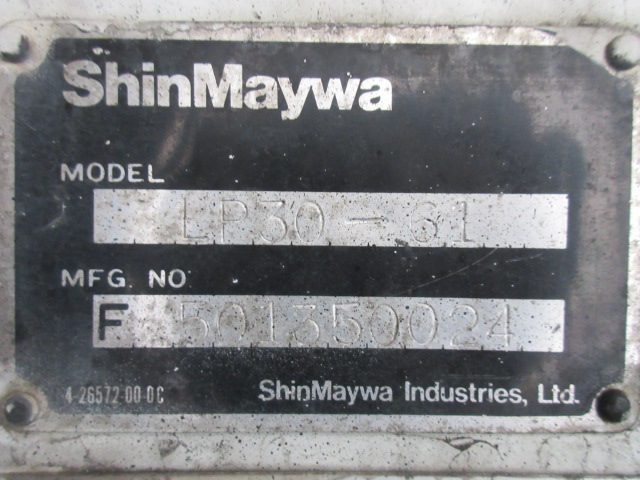 ShinMaywa
MODEL
LP30-61
MFG. NO
F 501350024
4-26572-00-0C
ShinMaywa Industries, Ltd.